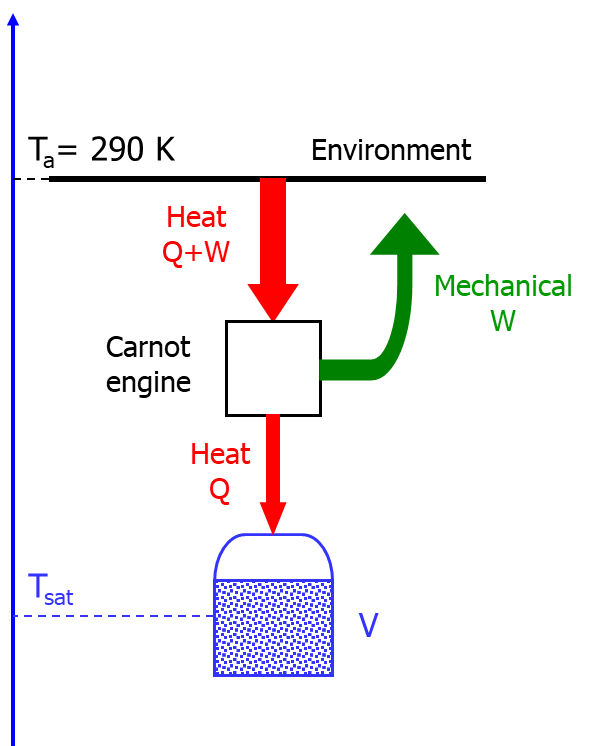 Tₐ= 290 K
Environment
Heat
Q+W
Mechanical
W
Carnot
engine
Heat
Q
Tsat
V